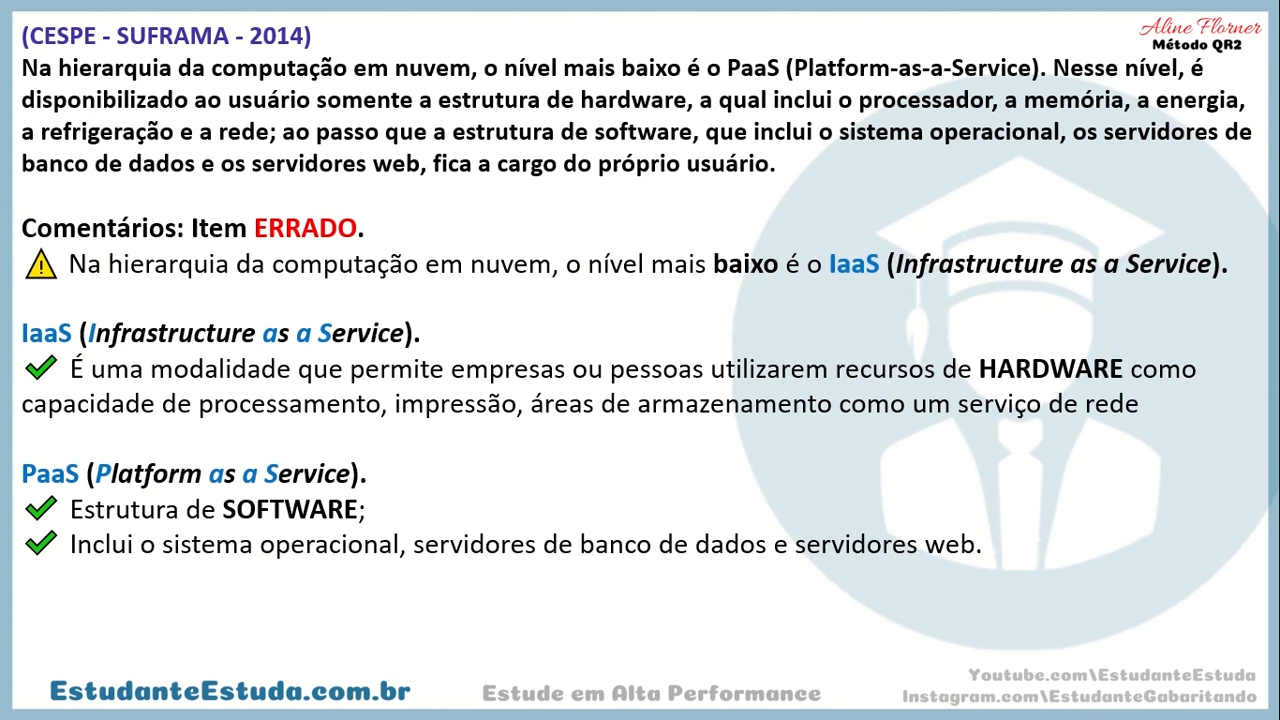 (CESPE - SUFRAMA - 2014)
Aline Florner
Método QR2
Na hierarquia da computação em nuvem, o nível mais baixo é o PaaS (Platform-as-a-Service). Nesse nível, é
disponibilizado ao usuário somente a estrutura de hardware, a qual inclui o processador, a memória, a energia,
a refrigeração e a rede; ao passo que a estrutura de software, que inclui o sistema operacional, os servidores de
banco de dados e os servidores web, fica a cargo do próprio usuário.
Comentários: Item ERRADO.
Na hierarquia da computação em nuvem, o nível mais baixo é o IaaS (Infrastructure as a Service).
IaaS (Infrastructure as a Service).
É uma modalidade que permite empresas ou pessoas utilizarem recursos de HARDWARE como
capacidade de processamento, impressão, áreas de armazenamento como um serviço de rede
PaaS (Platform as a Service).
Estrutura de SOFTWARE;
Inclui o sistema operacional, servidores de banco de dados e servidores web.
EstudanteEstuda.com.br
Estude em Alta Performance
Youtube.com\EstudanteEstuda
Instagram.com\EstudanteGabaritando